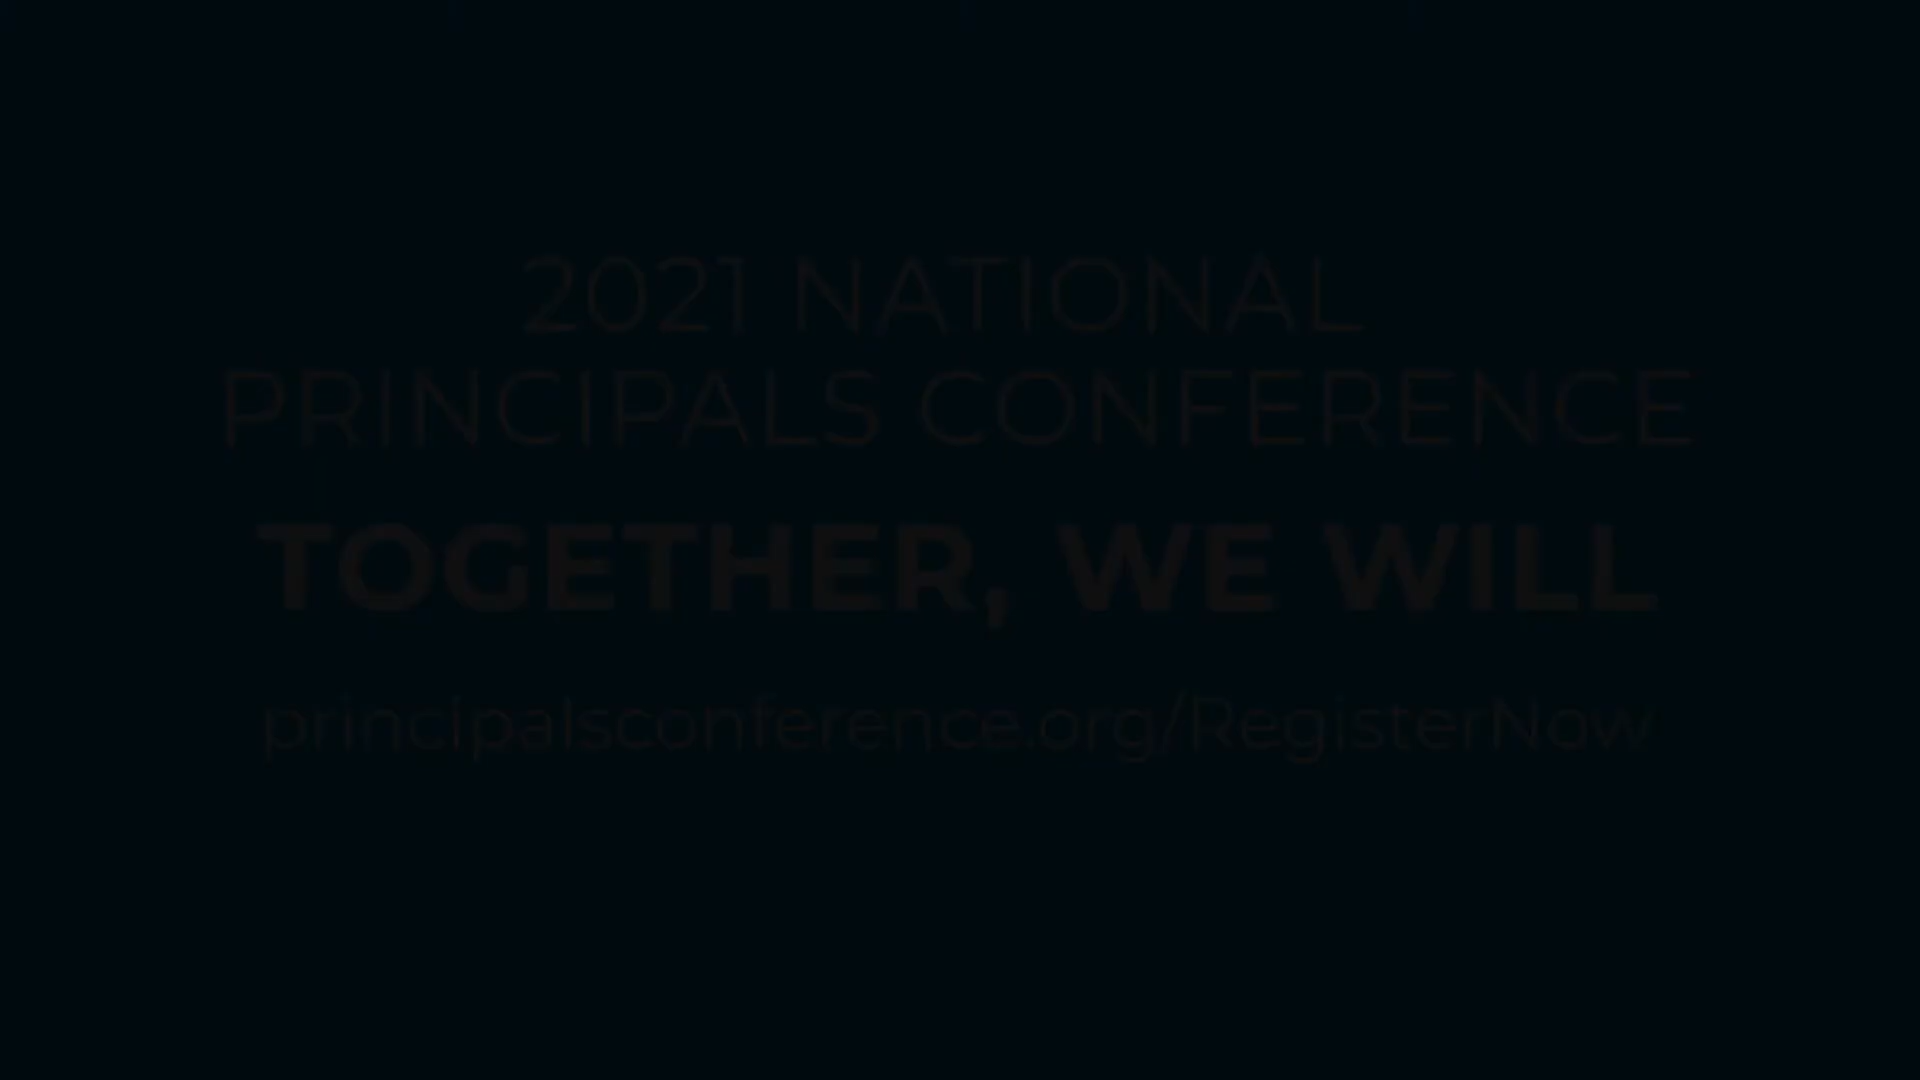 2021 NATIONAL
PRINCIPALS CONFERENCE
TOGETHER, WE WILL
principalsconference.org/RegisterNow